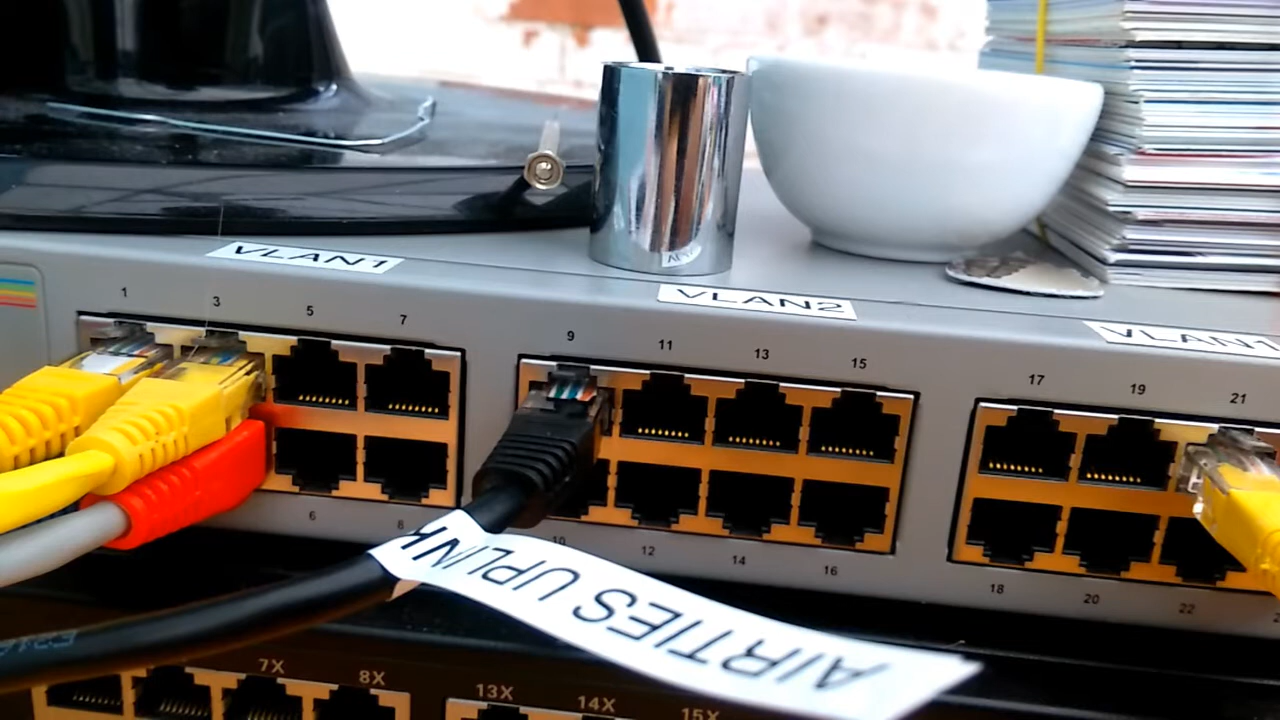 VLAN1
VLAN2
VLAN1
1 3 5 7
9 11 13 15
17 19 21
6 8
10 12 14 16
18 20 22
AIRTIES UPLINK
7X 8X
13X 14X 15X